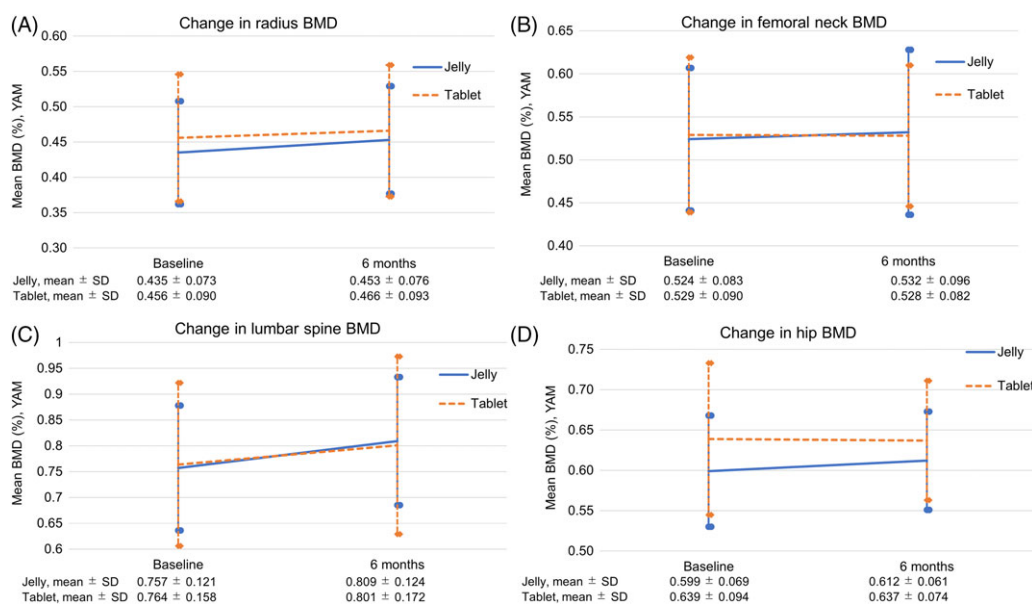 (A) Change in radius BMD
Mean BMD (%), YAM
0.60
0.55
0.50
0.45
0.40
0.35
0.30
Jelly
Tablet
Baseline 6 months
Jelly, mean ± SD 0.435 ± 0.073 0.453 ± 0.076
Tablet, mean ± SD 0.456 ± 0.090 0.466 ± 0.093
(B) Change in femoral neck BMD
Mean BMD (%), YAM
0.65
0.60
0.55
0.50
0.45
0.40
Jelly
Tablet
Baseline 6 months
Jelly, mean ± SD 0.524 ± 0.083 0.532 ± 0.096
Tablet, mean ± SD 0.529 ± 0.090 0.528 ± 0.082
(C) Change in lumbar spine BMD
Mean BMD (%), YAM
1
0.95
0.9
0.85
0.8
0.75
0.7
0.65
0.6
Jelly
Tablet
Baseline 6 months
Jelly, mean ± SD 0.757 ± 0.121 0.809 ± 0.124
Tablet, mean ± SD 0.764 ± 0.158 0.801 ± 0.172
(D) Change in hip BMD
Mean BMD (%), YAM
0.75
0.70
0.65
0.60
0.55
0.50
Jelly
Tablet
Baseline 6 months
Jelly, mean ± SD 0.599 ± 0.069 0.612 ± 0.061
Tablet, mean ± SD 0.639 ± 0.094 0.637 ± 0.074